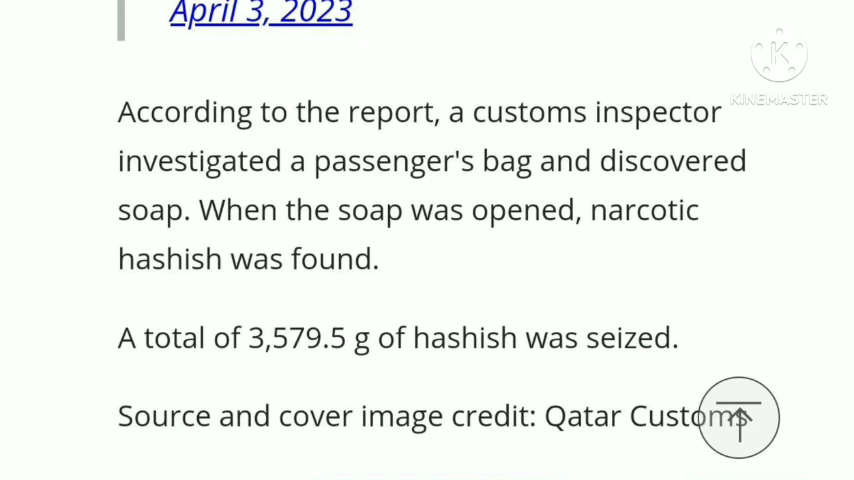 April 3, 2023
KINEMASTER
According to the report, a customs inspector
investigated a passenger's bag and discovered
soap. When the soap was opened, narcotic
hashish was found.
A total of 3,579.5 g of hashish was seized.
Source and cover image credit: Qatar Customs